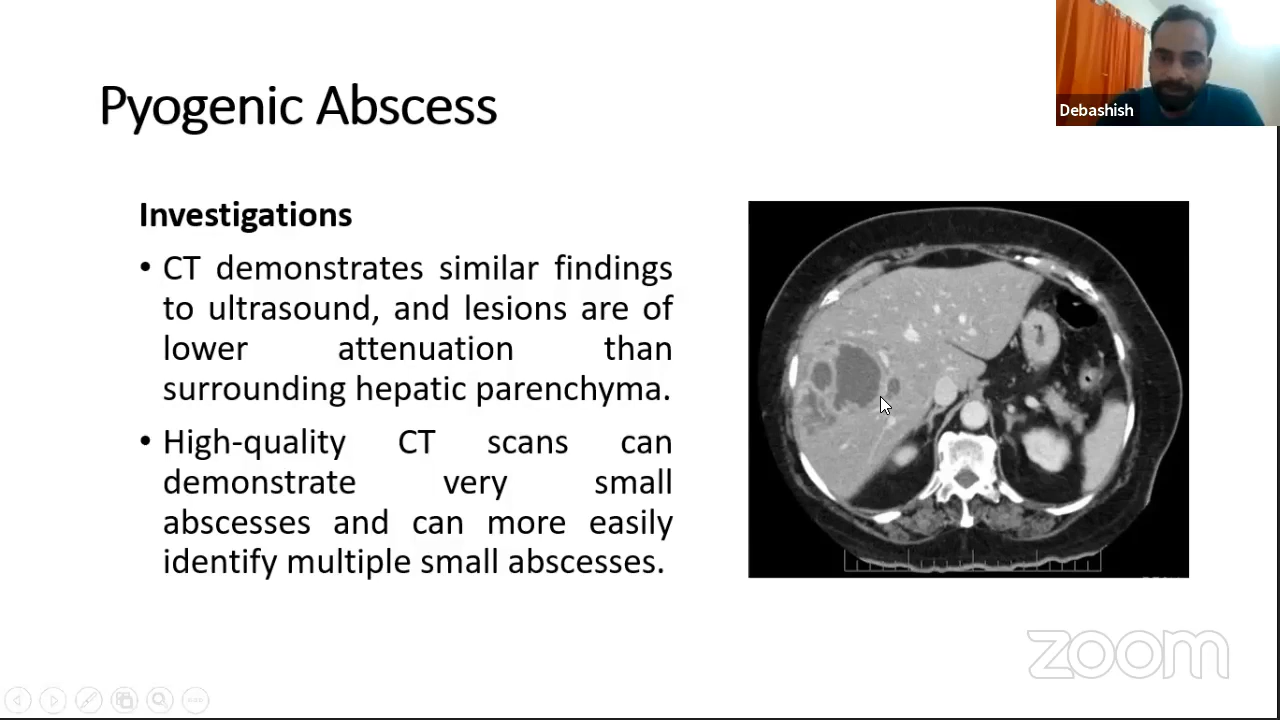 Pyogenic Abscess
Debashish
Investigations
• CT demonstrates similar findings
to ultrasound, and lesions are of
lower attenuation than
surrounding hepatic parenchyma.
• High-quality CT scans can
demonstrate very small
abscesses and can more easily
identify multiple small abscesses.
zoom